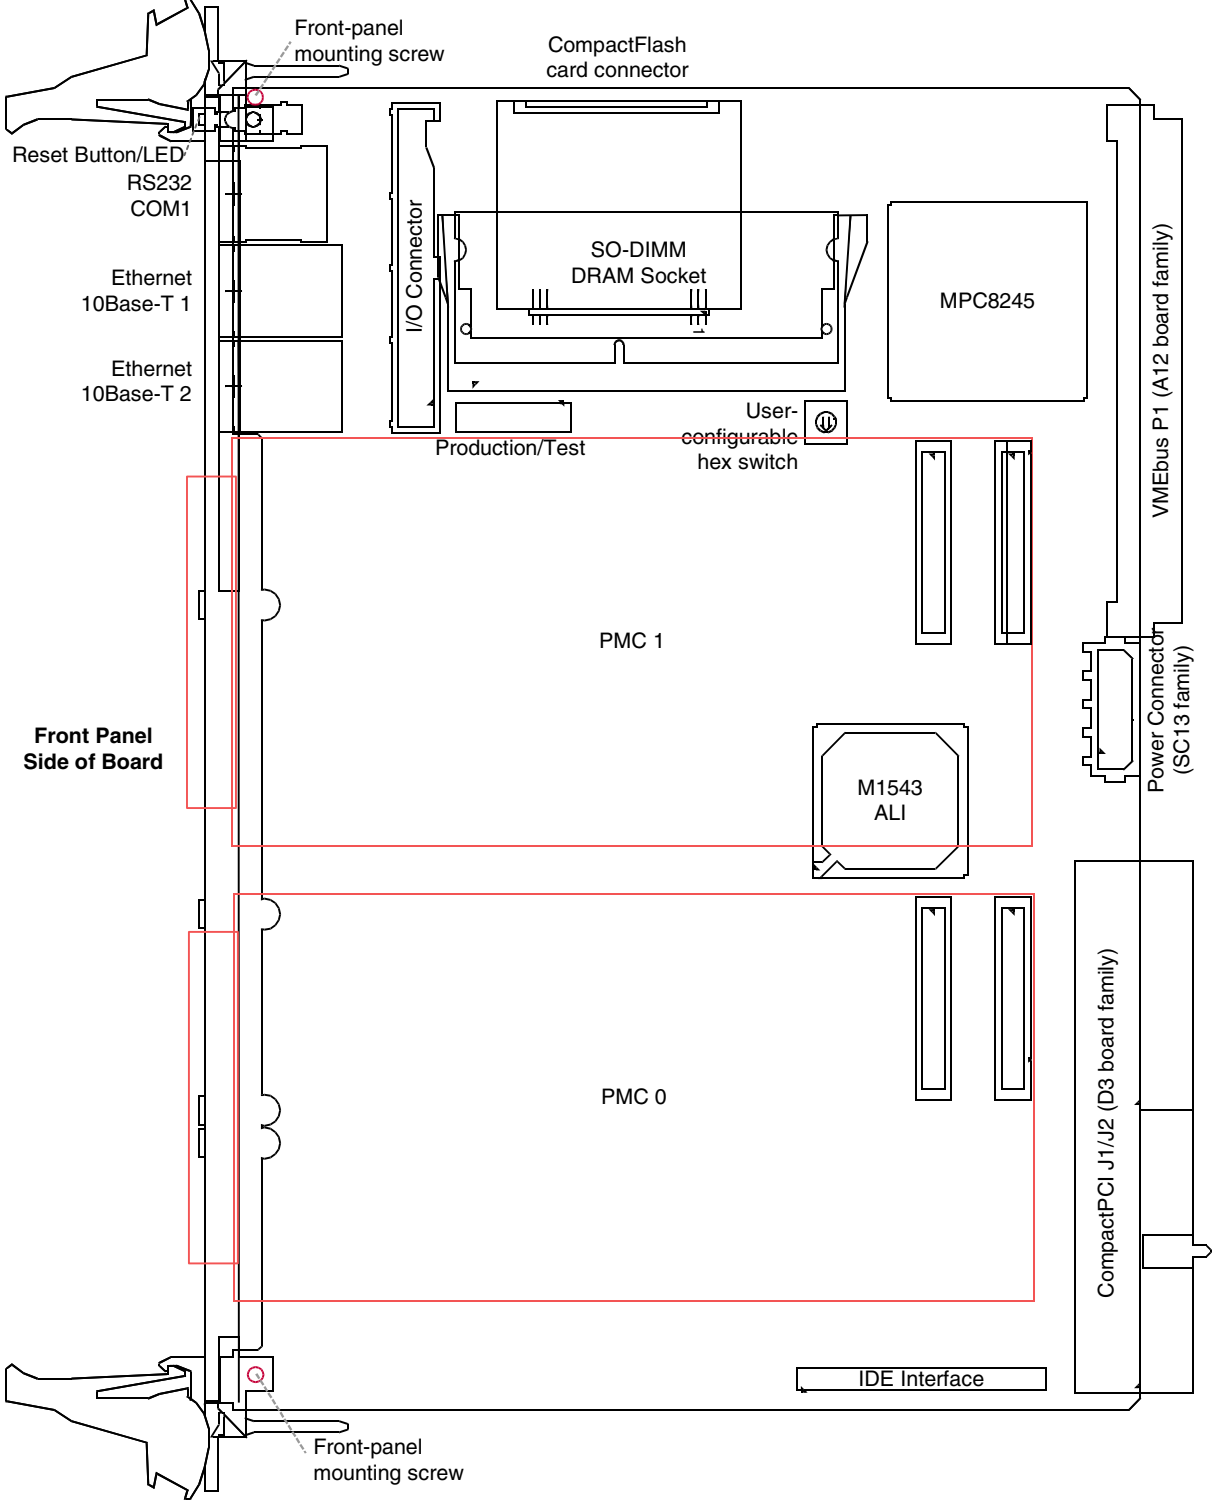 Front-panel
mounting screw
CompactFlash
card connector
Reset Button/LED
RS232
COM1
Ethernet
10Base-T 1
Ethernet
10Base-T 2
I/O Connector
SO-DIMM
DRAM Socket
1
MPC8245
VMEbus P1 (A12 board family)
Production/Test
User-
configurable
hex switch
PMC 1
Power Connector
(SC13 family)
Front Panel
Side of Board
M1543
ALI
PMC 0
CompactPCI J1/J2 (D3 board family)
IDE Interface
Front-panel
mounting screw